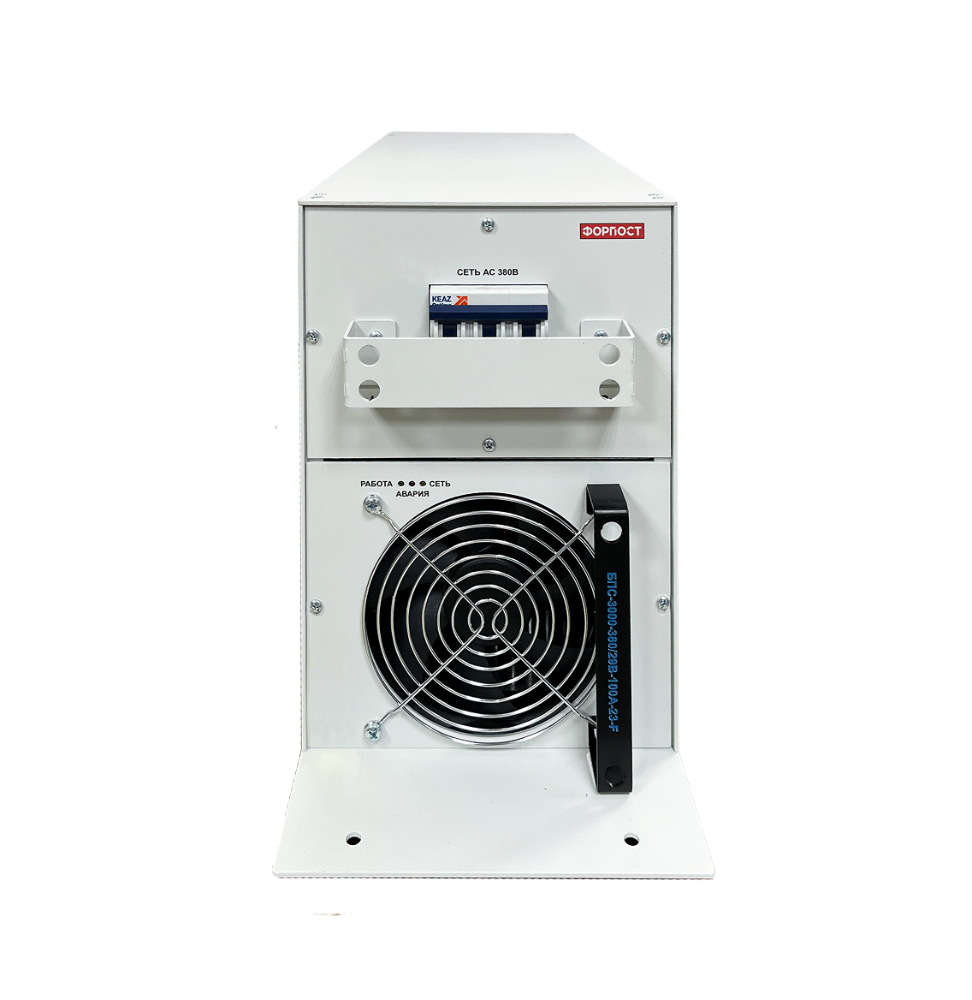 ФОРПОСТ
СЕТЬ АС 380В
KEAZ
РАБОТА СЕТЬ
АВАРИЯ
БПС-3000-380/29В-100А-23-F